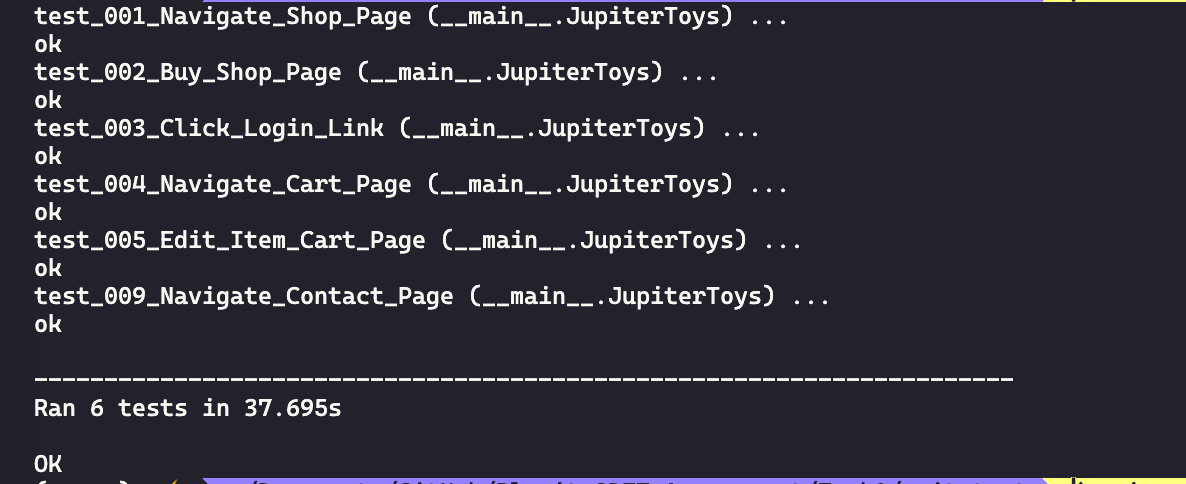 test_001_Navigate_Shop_Page (__main__.JupiterToys) ...
ok
test_002_Buy_Shop_Page (__main__.JupiterToys) ...
ok
test_003_Click_Login_Link (__main__.JupiterToys) ...
ok
test_004_Navigate_Cart_Page (__main__.JupiterToys) ...
ok
test_005_Edit_Item_Cart_Page (__main__.JupiterToys) ...
ok
test_009_Navigate_Contact_Page (__main__.JupiterToys) ...
ok
----------------------------------------------------------------------
Ran 6 tests in 37.695s
OK